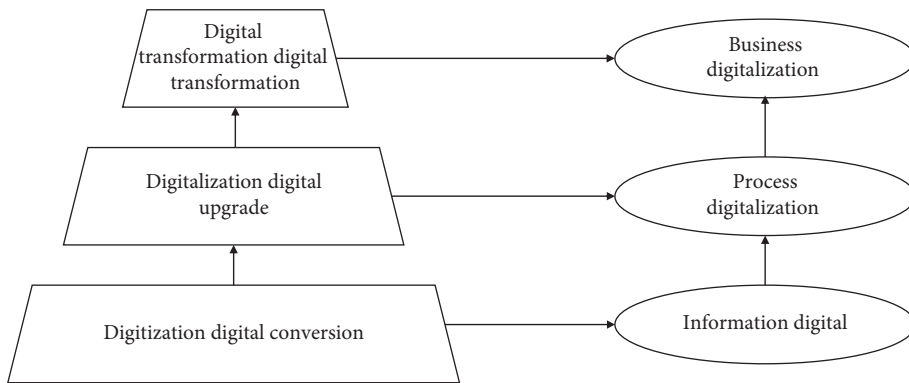 Digital
transformation digital
transformation
Business
digitalization
Digitalization digital
upgrade
Process
digitalization
Digitization digital conversion
Information digital